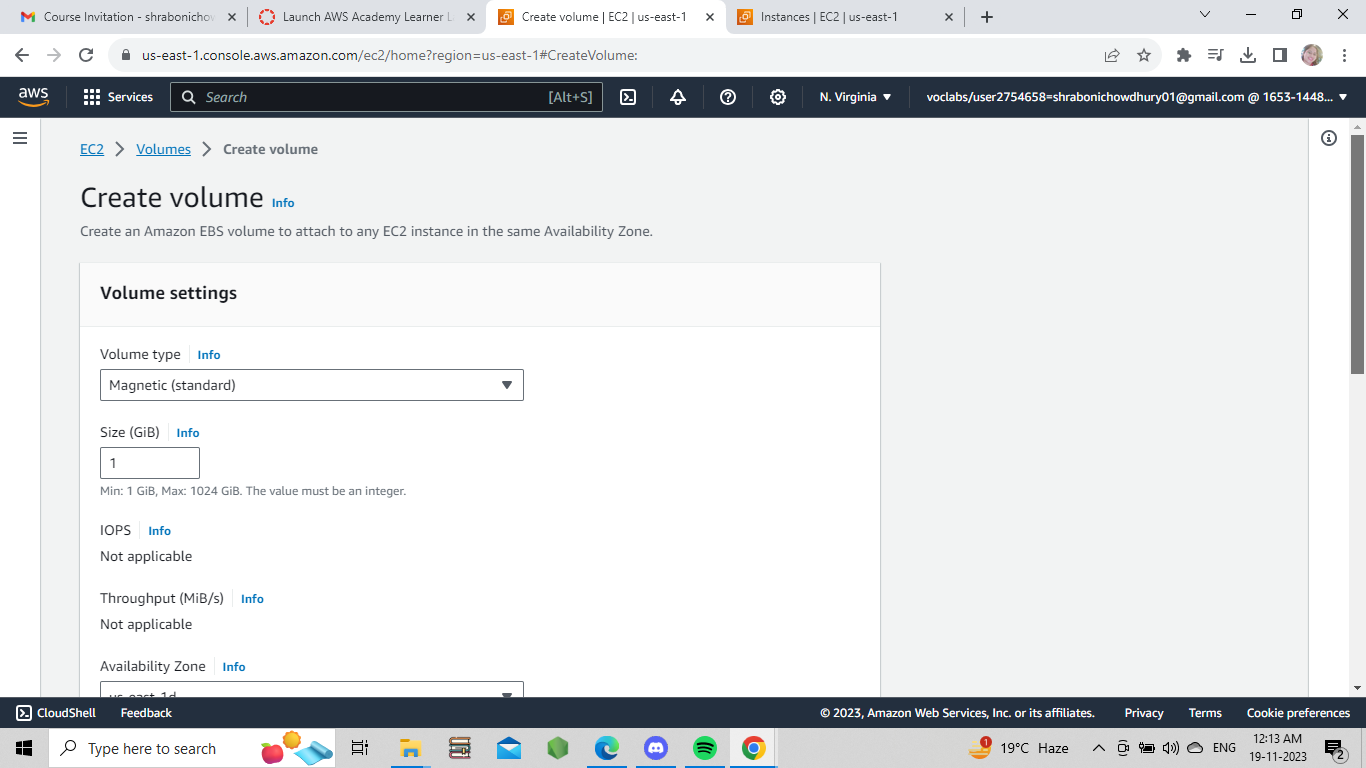 Course Invitation - shrabonichow
Launch AWS Academy Learner L
Create volume | EC2 | us-east-1
Instances | EC2 | us-east-1
us-east-1.console.aws.amazon.com/ec2/home?region=us-east-1#CreateVolume:
aws
Services
Search
[Alt+S]
N. Virginia
voclabs/user2754658=shrabonichowdhury01@gmail.com @ 1653-1448...
EC2 > Volumes > Create volume
Create volume Info
Create an Amazon EBS volume to attach to any EC2 instance in the same Availability Zone.
Volume settings
Volume type Info
Magnetic (standard)
Size (GiB) Info
1
Min: 1 GiB, Max: 1024 GiB. The value must be an integer.
IOPS Info
Not applicable
Throughput (MiB/s) Info
Not applicable
Availability Zone Info
us-east-1d
CloudShell
Feedback
© 2023, Amazon Web Services, Inc. or its affiliates.
Privacy
Terms
Cookie preferences
Type here to search
1
19°C Haze
ENG
12:13 AM
19-11-2023
2